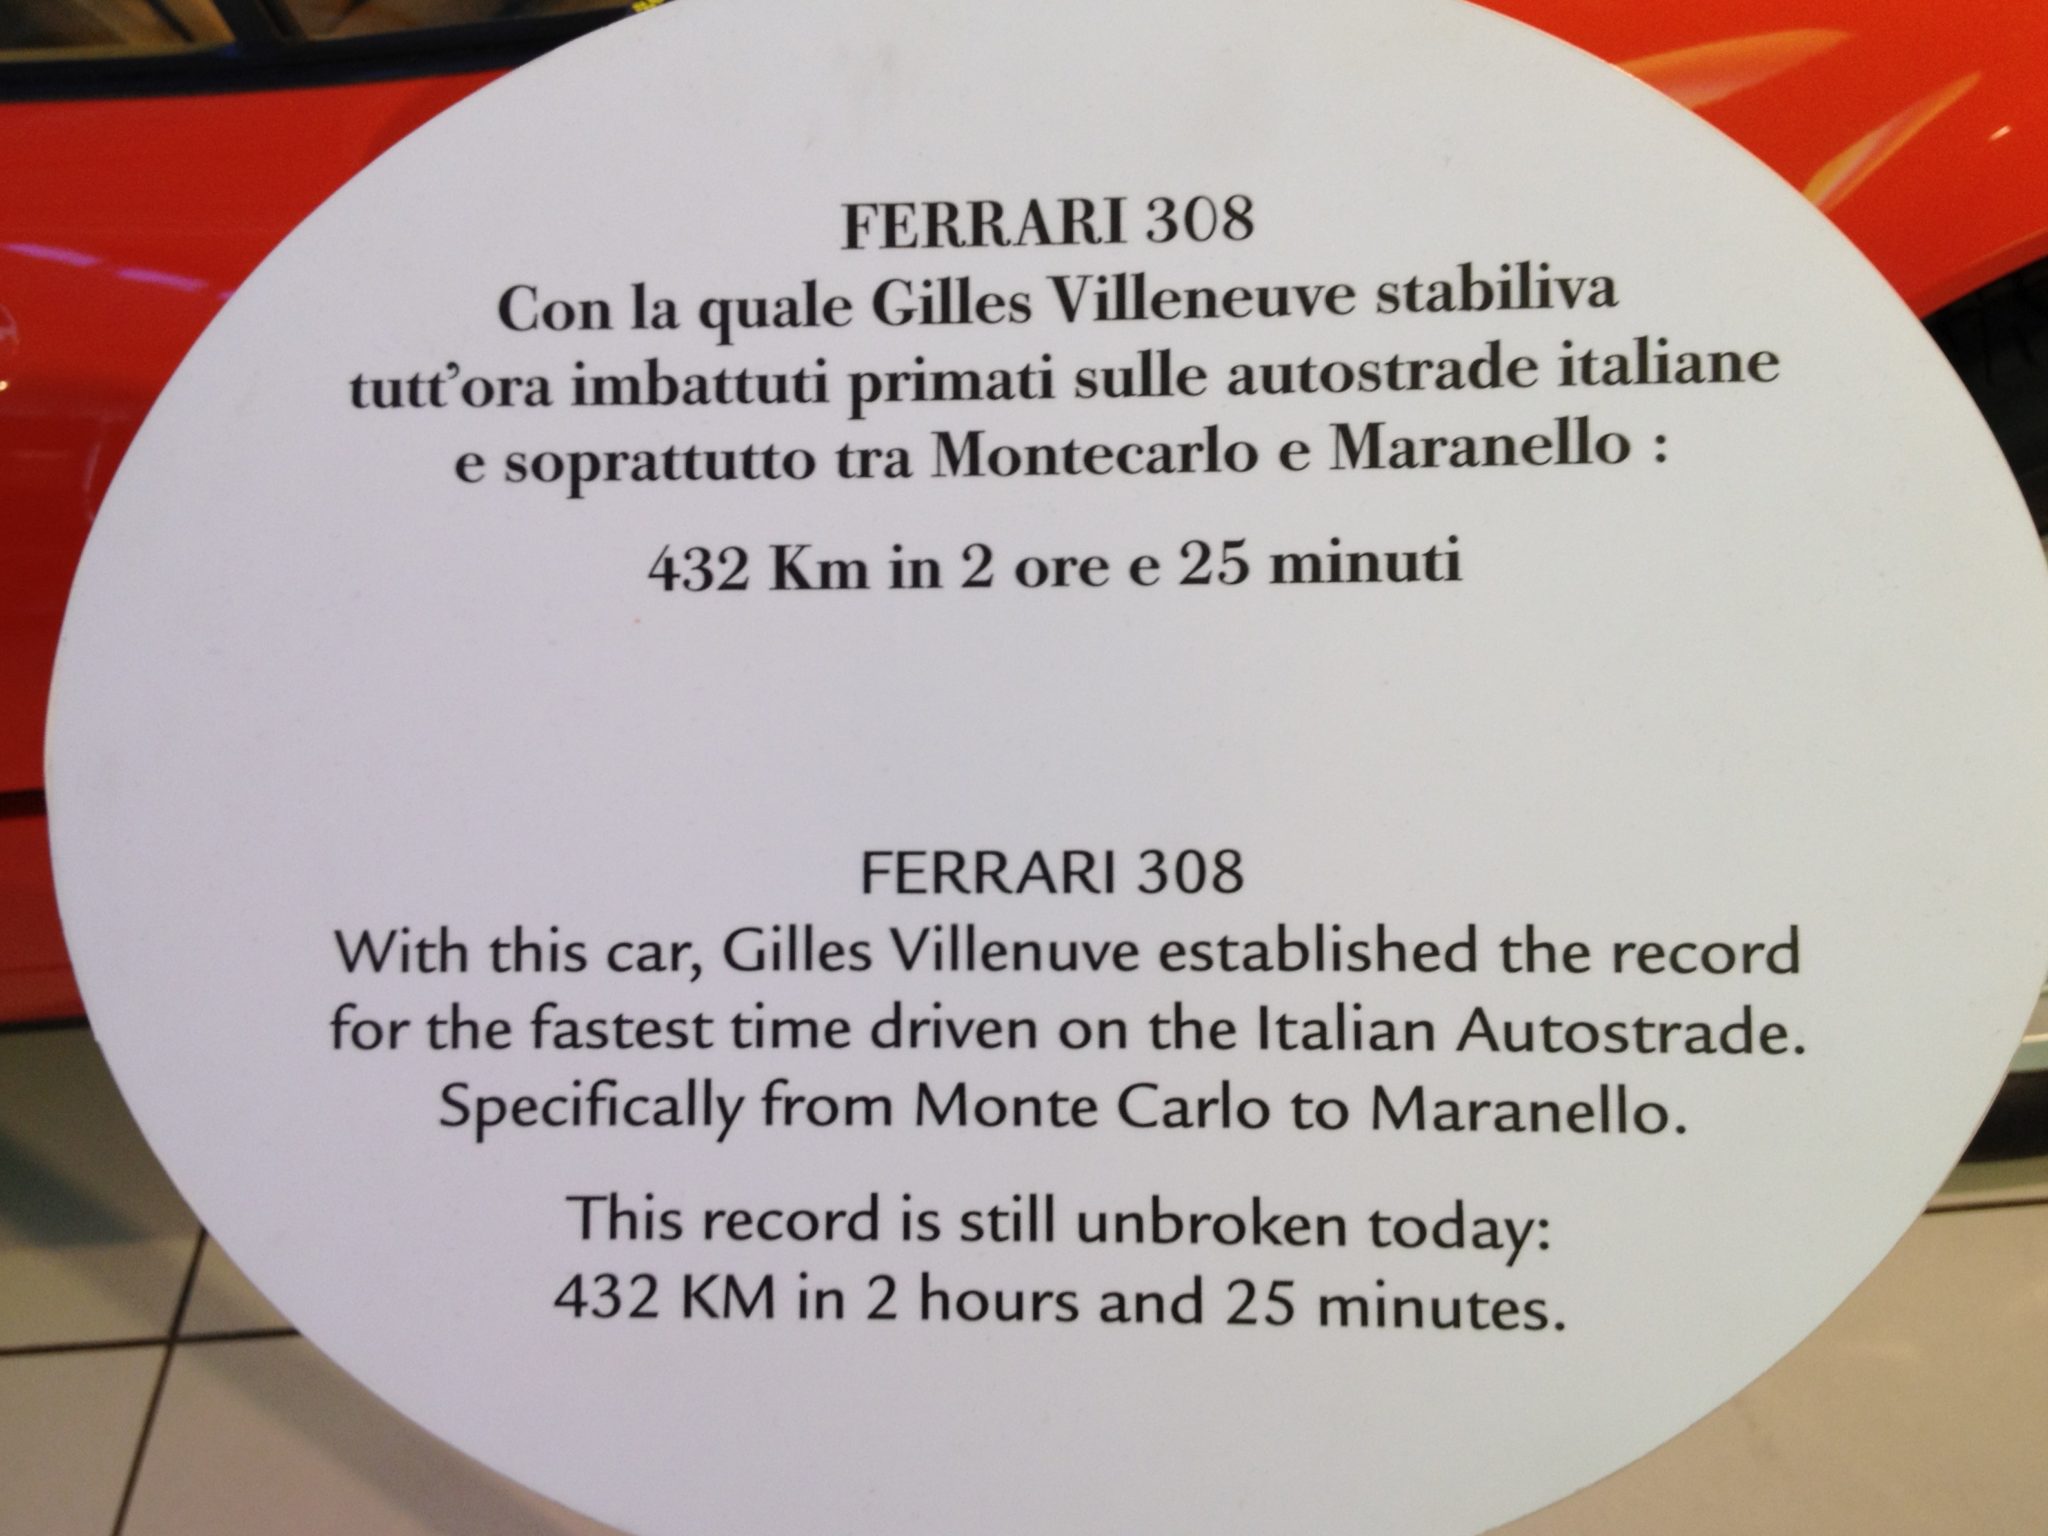 FERRARI 308
Con la quale Gilles Villeneuve stabiliva
tutt'ora imbattuti primati sulle autostrade italiane
e soprattutto tra Montecarlo e Maranello :
432 Km in 2 ore e 25 minuti
FERRARI 308
With this car, Gilles Villenuve established the record
for the fastest time driven on the Italian Autostrade.
Specifically from Monte Carlo to Maranello.
This record is still unbroken today:
432 KM in 2 hours and 25 minutes.